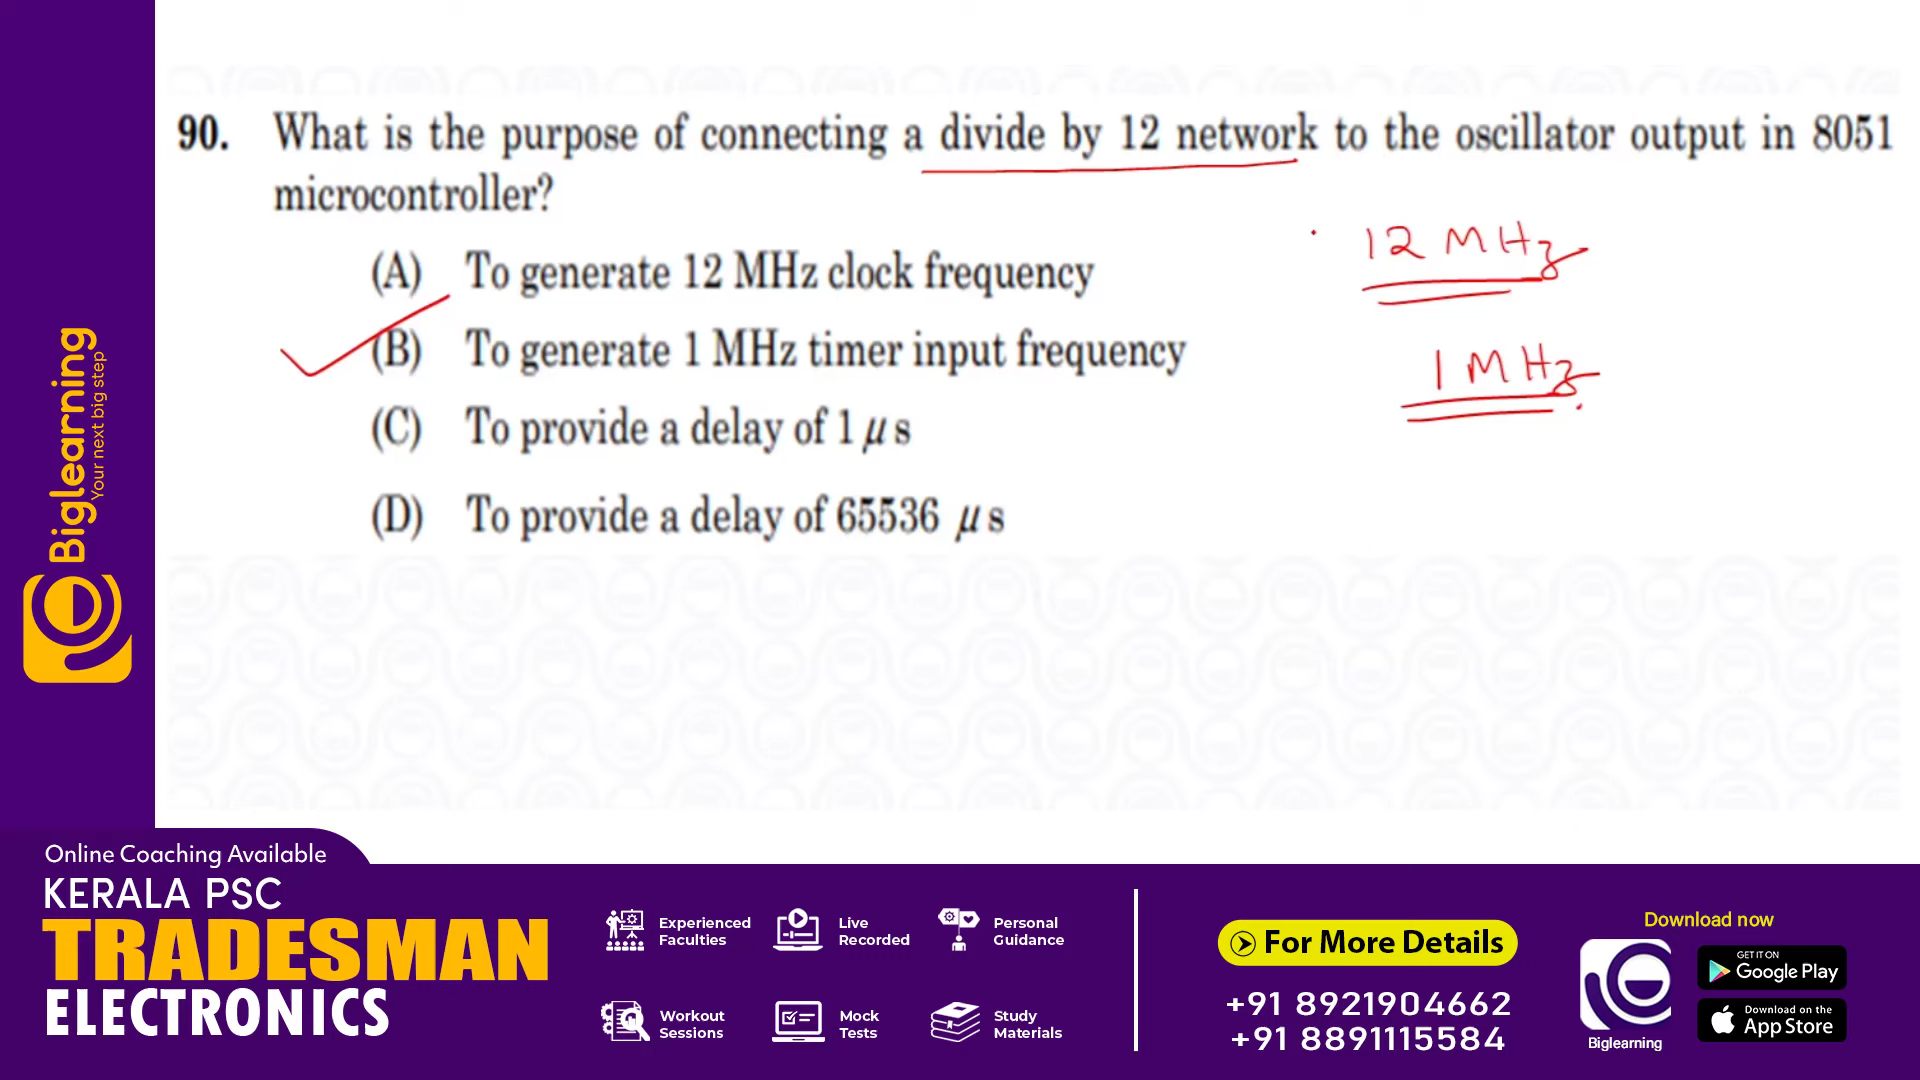 90. What is the purpose of connecting a divide by 12 network to the oscillator output in 8051
microcontroller?
(A) To generate 12 MHz clock frequency
(B) To generate 1 MHz timer input frequency
(C) To provide a delay of 1 μs
(D) To provide a delay of 65536 μs
12 MHz
1 MHz
Biglearning
Your next big step
Online Coaching Available
KERALA PSC
TRADESMAN
ELECTRONICS
Experienced
Faculties
Live
Recorded
Personal
Guidance
Workout
Sessions
Mock
Tests
Study
Materials
For More Details
+91 8921904662
+91 8891115584
Download now
Biglearning
GET IT ON
Google Play
Download on the
App Store